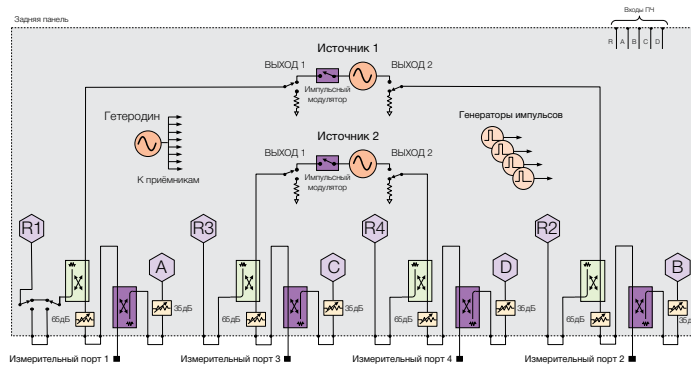 Входы ПЧ
Задняя панель
R A B C D
Источник 1
ВЫХОД 1 ВЫХОД 2
Импульсный
модулятор
Гетеродин
К приёмникам
Генераторы импульсов
Источник 2
ВЫХОД 1 ВЫХОД 2
Импульсный
модулятор
R1 R3 R4 R2
A C D B
65дБ 35дБ 65дБ 35дБ 65дБ 35дБ 65дБ 35д
Измерительный порт 1 Измерительный порт 3 Измерительный порт 4 Измерительный порт 2